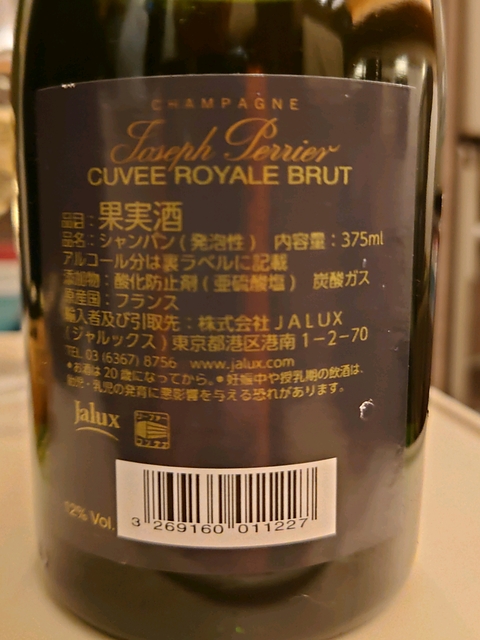 CHAMPAGNE
Joseph Perrier
CUVEE ROYALE BRUT
品目：果実酒
品名：シャンパン(発泡性)　内容量：375ml
アルコール分は裏ラベルに記載
添加物：酸化防止剤(亜硫酸塩)　炭酸ガス
原産国：フランス
輸入者及び引取先：株式会社JALUX
(ジャルックス)東京都港区港南1-2-70
TEL 03 (6367) 8756　www.jalux.com
●お酒は20歳になってから。●妊娠中や授乳期の飲酒は、
胎児・乳児の発育に悪影響を与える恐れがあります。
Jalux
12% Vol.
3 269160 011227